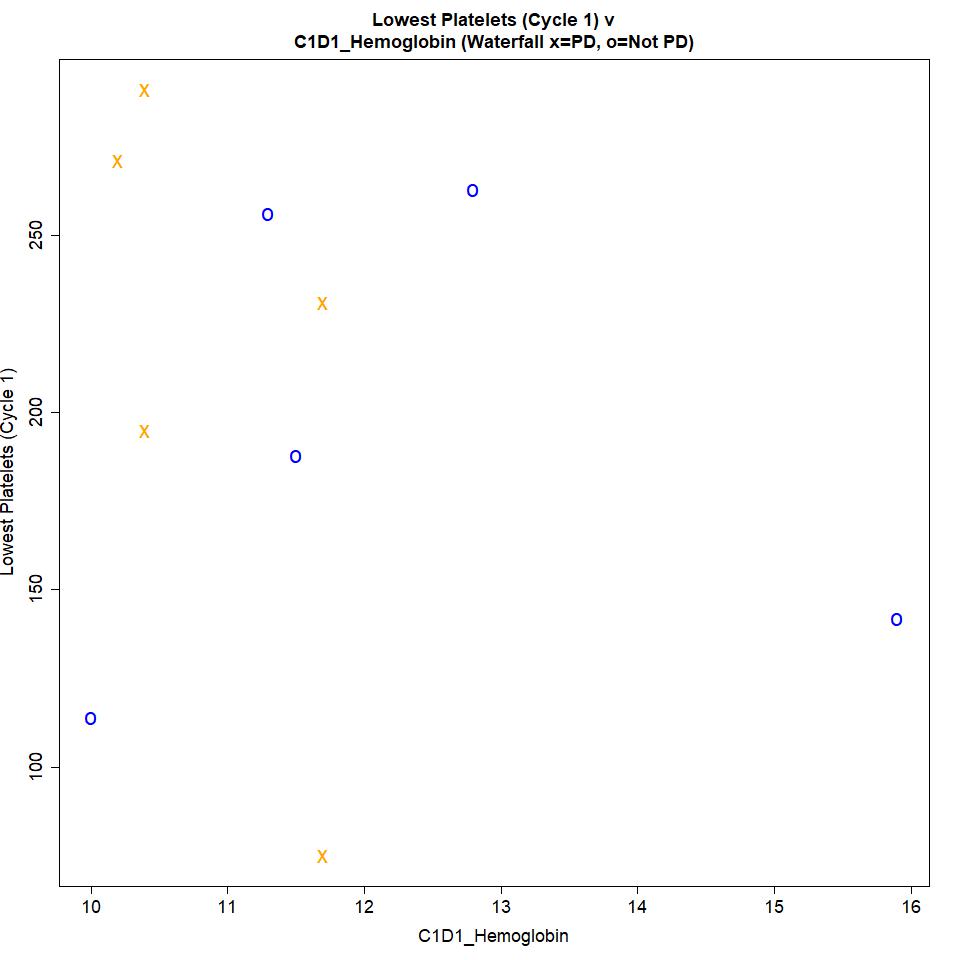 Lowest Platelets (Cycle 1) v
C1D1_Hemoglobin (Waterfall x=PD, o=Not PD)
Lowest Platelets (Cycle 1)
250
200
150
100
10 11 12 13 14 15 16
C1D1_Hemoglobin